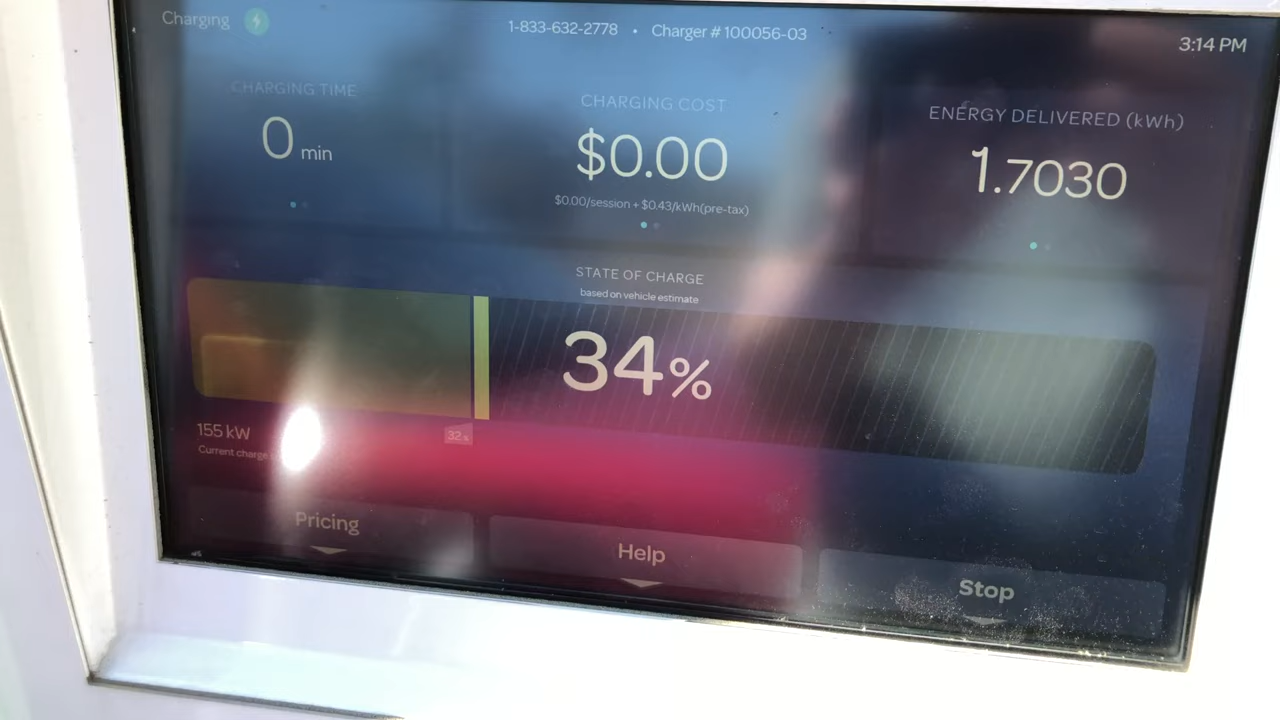 Charging
1-833-632-2778 • Charger # 100056-03
3:14 PM
CHARGING TIME
0 min
CHARGING COST
$0.00
$0.00/session + $0.43/kWh(pre-tax)
ENERGY DELIVERED (kWh)
1.7030
STATE OF CHARGE
based on vehicle estimate
34%
155 kW
Current charge
32%
Pricing
Help
Stop